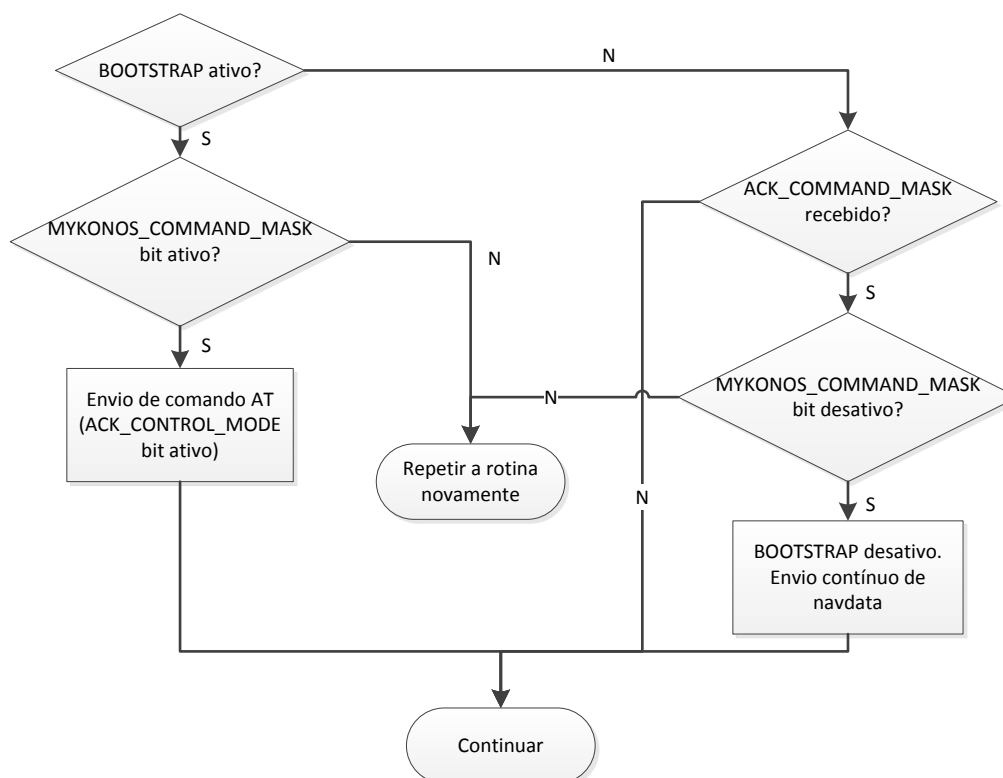 BOOTSTRAP ativo?
N
S
ACK_COMMAND_MASK
recebido?
MYKONOS_COMMAND_MASK
bit ativo?
N
S
S
Envio de comando AT
(ACK_CONTROL_MODE
bit ativo)
MYKONOS_COMMAND_MASK
bit desativo?
N
Repetir a rotina
novamente
N
S
BOOTSTRAP desativo.
Envio contínuo de
navdata
Continuar